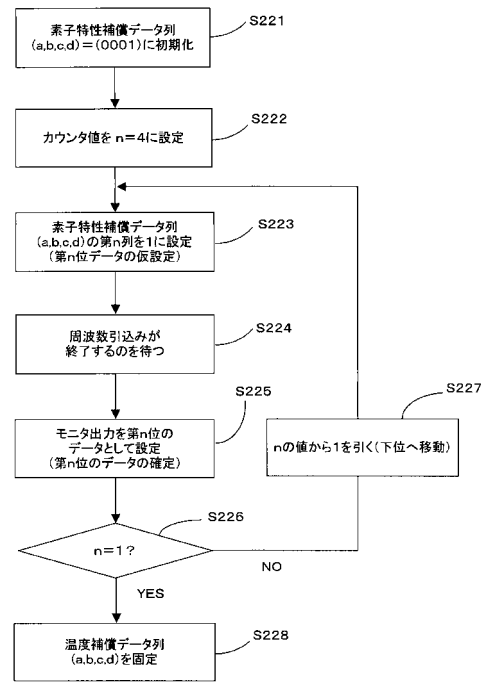 素子特性補償データ列
(a,b,c,d)=(0001)に初期化
S221
カウンタ値を n=4に設定
S222
素子特性補償データ列
(a,b,c,d)の第n列を1に設定
(第n位データの仮設定)
S223
周波数引込みが
終了するのを待つ
S224
モニタ出力を第n位の
データとして設定
(第n位のデータの確定)
S225
nの値から1を引く(下位へ移動)
S227
n=1?
S226
NO
YES
温度補償データ列
(a,b,c,d)を固定
S228